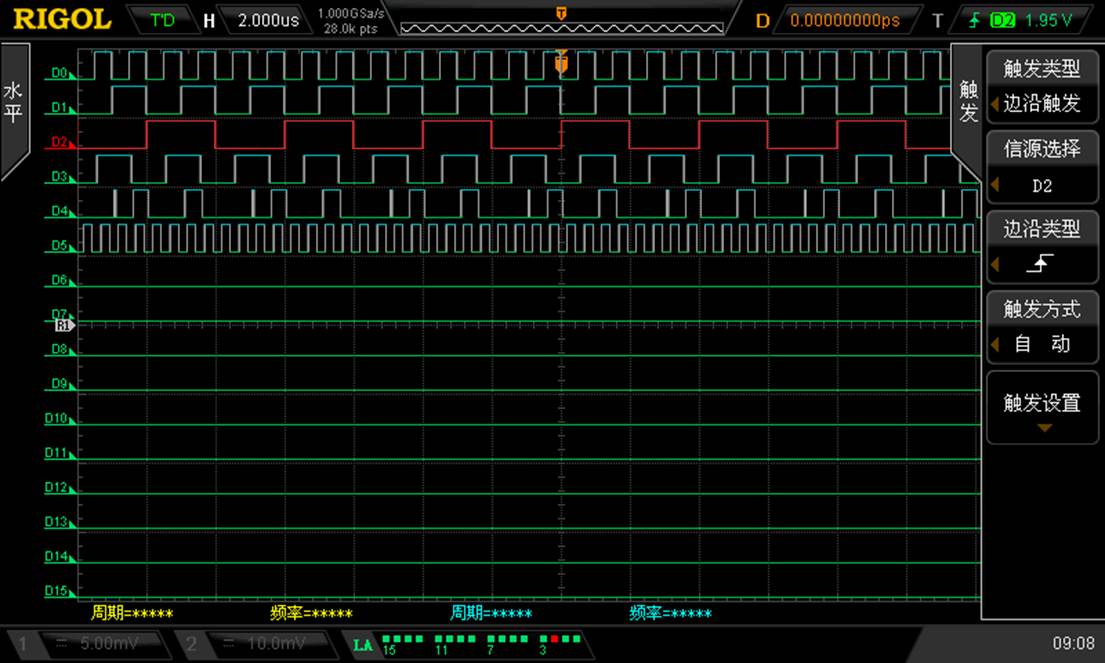 RIGOL T'D H 2.000us 1.000GSa/s 28.0k pts D 0.00000000ps T D2 1.95V
水平
触发
触发类型
边沿触发
信源选择
D2
边沿类型
触发方式
自 动
触发设置
D0
D1
D2
D3
D4
D5
D6
D7
R1
D8
D9
D10
D11
D12
D13
D14
D15
周期=***** 频率=***** 周期=***** 频率=*****
1 = 5.00mV 2 = 10.0mV LA 15 11 7 3 09:08